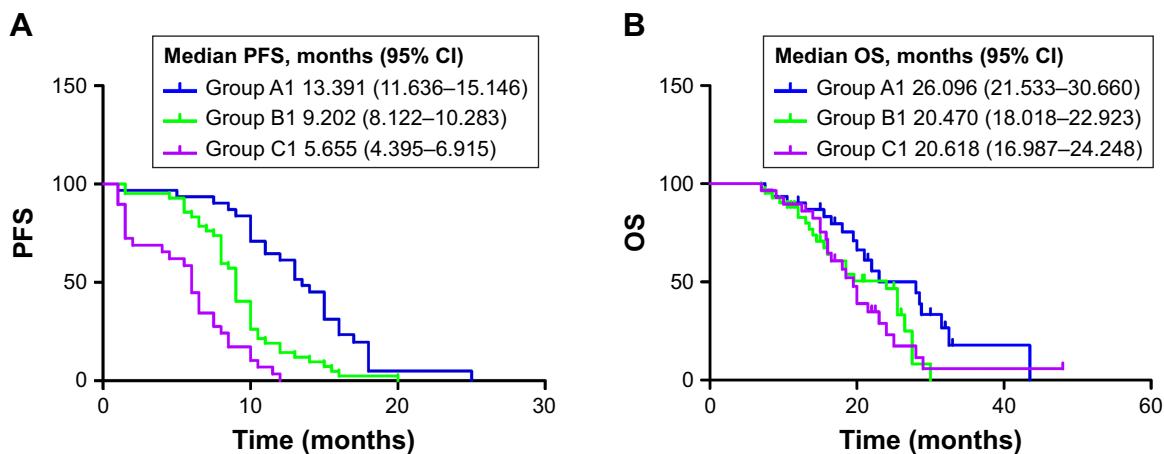 A
Median PFS, months (95% CI)
Group A1 13.391 (11.636–15.146)
Group B1 9.202 (8.122–10.283)
Group C1 5.655 (4.395–6.915)
150
100
50
0
PFS
0 10 20 30
Time (months)
B
Median OS, months (95% CI)
Group A1 26.096 (21.533–30.660)
Group B1 20.470 (18.018–22.923)
Group C1 20.618 (16.987–24.248)
150
100
50
0
OS
0 20 40 60
Time (months)